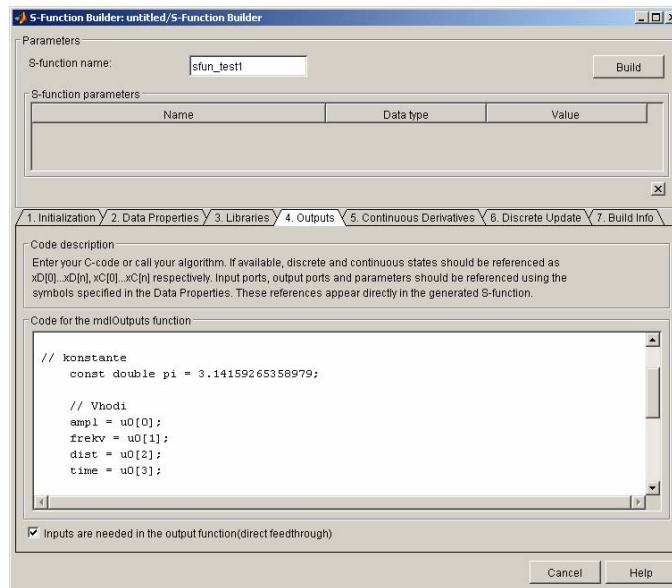 S-Function Builder: untitled/S-Function Builder
Parameters
S-function name:
sfun_test1
Build
S-function parameters
Name Data type Value
1. Initialization 2. Data Properties 3. Libraries 4. Outputs 5. Continuous Derivatives 6. Discrete Update 7. Build Info
Code description
Enter your C-code or call your algorithm. If available, discrete and continuous states should be referenced as
xD[0]...xD[n], xC[0]...xC[n] respectively. Input ports, output ports and parameters should be referenced using the
symbols specified in the Data Properties. These references appear directly in the generated S-function.
Code for the mdlOutputs function
// konstante
const double pi = 3.14159265358979;
// Vhodi
ampl = u0[0];
frekv = u0[1];
dist = u0[2];
time = u0[3];
Inputs are needed in the output function(direct feedthrough)
Cancel Help